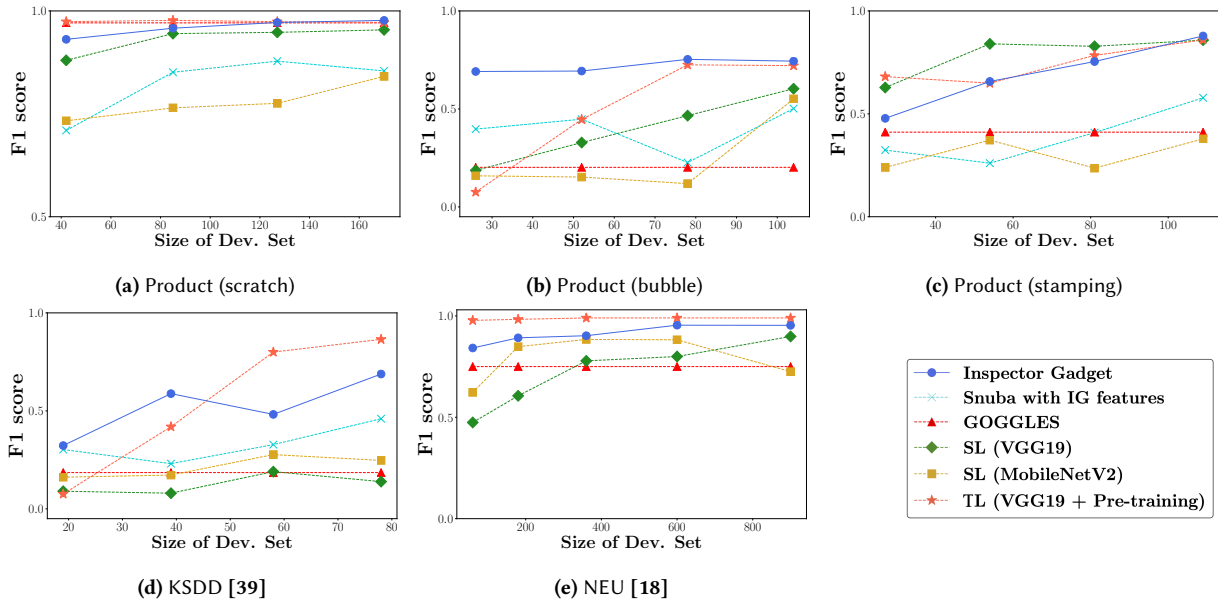 1.0
0.5
F1 score
40 60 80 100 120 140 160
Size of Dev. Set
(a) Product (scratch)
1.0
0.5
0.0
F1 score
30 40 50 60 70 80 90 100
Size of Dev. Set
(b) Product (bubble)
1.0
0.5
0.0
F1 score
40 60 80 100
Size of Dev. Set
(c) Product (stamping)
1.0
0.5
0.0
F1 score
20 30 40 50 60 70 80
Size of Dev. Set
(d) KSDD [39]
1.0
0.5
0.0
F1 score
200 400 600 800
Size of Dev. Set
(e) NEU [18]
Inspector Gadget
Snuba with IG features
GOGGLES
SL (VGG19)
SL (MobileNetV2)
TL (VGG19 + Pre-training)